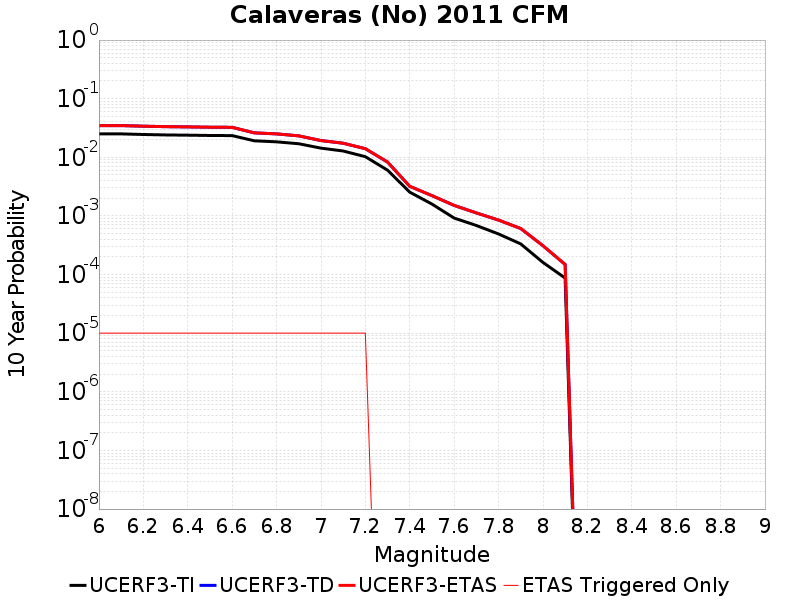 Calaveras (No) 2011 CFM
10^0
10^-1
10^-2
10^-3
10^-4
10^-5
10^-6
10^-7
10^-8
10 Year Probability
6 6.2 6.4 6.6 6.8 7 7.2 7.4 7.6 7.8 8 8.2 8.4 8.6 8.8 9
Magnitude
UCERF3-TI UCERF3-TD UCERF3-ETAS ETAS Triggered Only